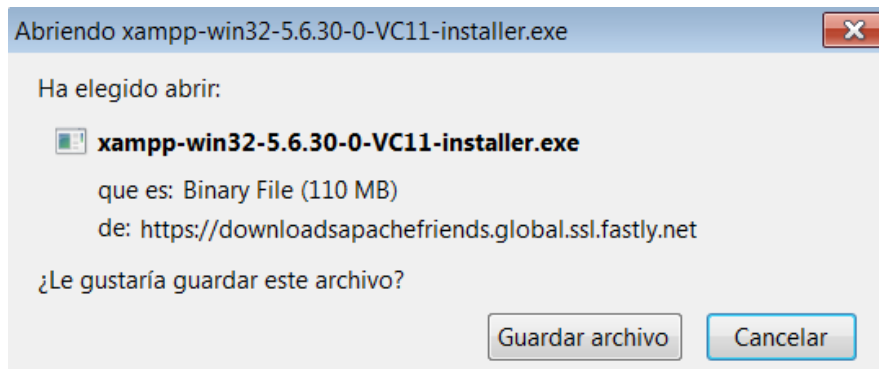 Abriendo xampp-win32-5.6.30-0-VC11-installer.exe
Ha elegido abrir:
xampp-win32-5.6.30-0-VC11-installer.exe
que es: Binary File (110 MB)
de: https://downloadsapachefriends.global.ssl.fastly.net
¿Le gustaría guardar este archivo?
Guardar archivo Cancelar